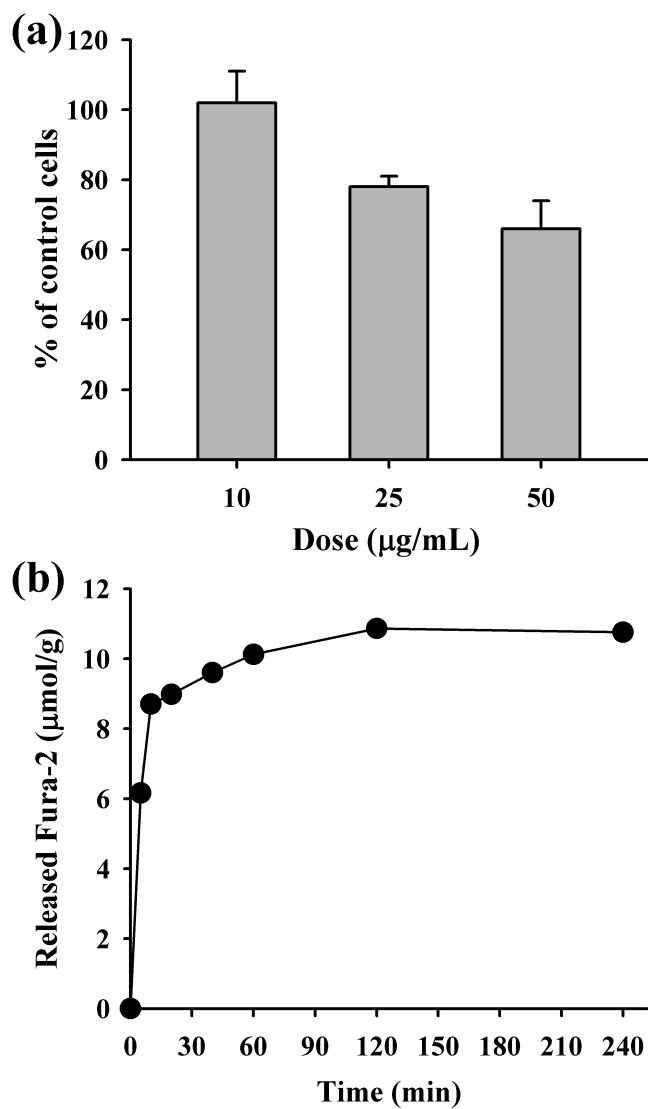 (a)
120
100
80
60
40
20
0
% of control cells
10 25 50
Dose (μg/mL)
(b)
12
10
8
6
4
2
0
Released Fura-2 (μmol/g)
0 30 60 90 120 150 180 210 240
Time (min)